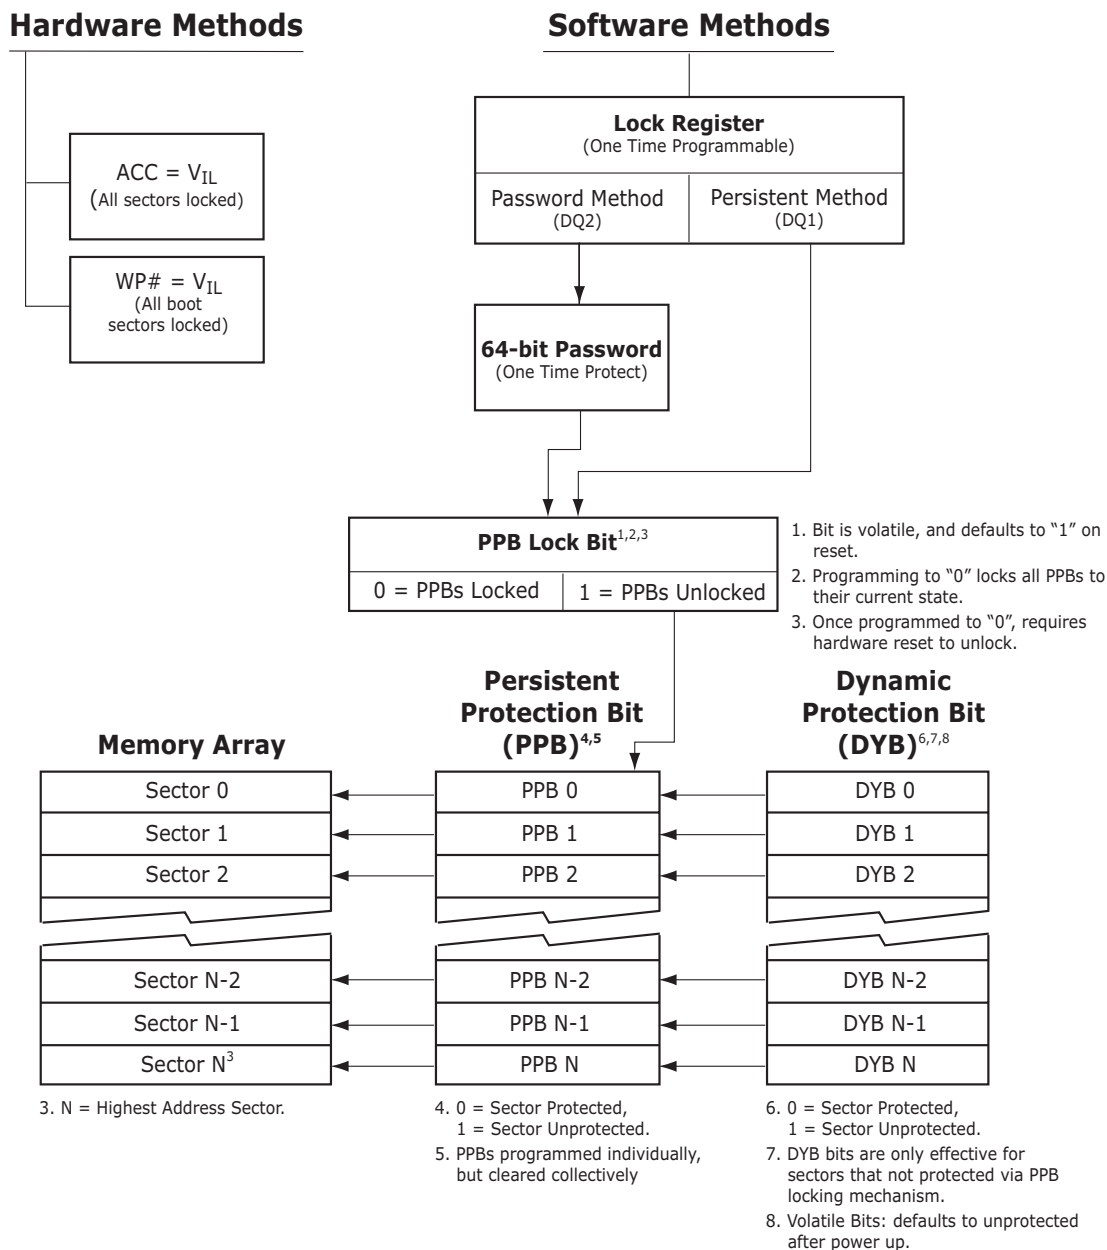 Hardware Methods
Software Methods
ACC = VIL
(All sectors locked)
WP# = VIL
(All boot
sectors locked)
Lock Register
(One Time Programmable)
Password Method
(DQ2)
Persistent Method
(DQ1)
64-bit Password
(One Time Protect)
PPB Lock Bit1,2,3
0 = PPBs Locked
1 = PPBs Unlocked
1. Bit is volatile, and defaults to “1” on
reset.
2. Programming to “0” locks all PPBs to
their current state.
3. Once programmed to “0”, requires
hardware reset to unlock.
Memory Array
Persistent
Protection Bit
(PPB)4,5
Dynamic
Protection Bit
(DYB)6,7,8
Sector 0
PPB 0
DYB 0
Sector 1
PPB 1
DYB 1
Sector 2
PPB 2
DYB 2
Sector N-2
PPB N-2
DYB N-2
Sector N-1
PPB N-1
DYB N-1
Sector N3
PPB N
DYB N
3. N = Highest Address Sector.
4. 0 = Sector Protected,
1 = Sector Unprotected.
5. PPBs programmed individually,
but cleared collectively
6. 0 = Sector Protected,
1 = Sector Unprotected.
7. DYB bits are only effective for
sectors that not protected via PPB
locking mechanism.
8. Volatile Bits: defaults to unprotected
after power up.